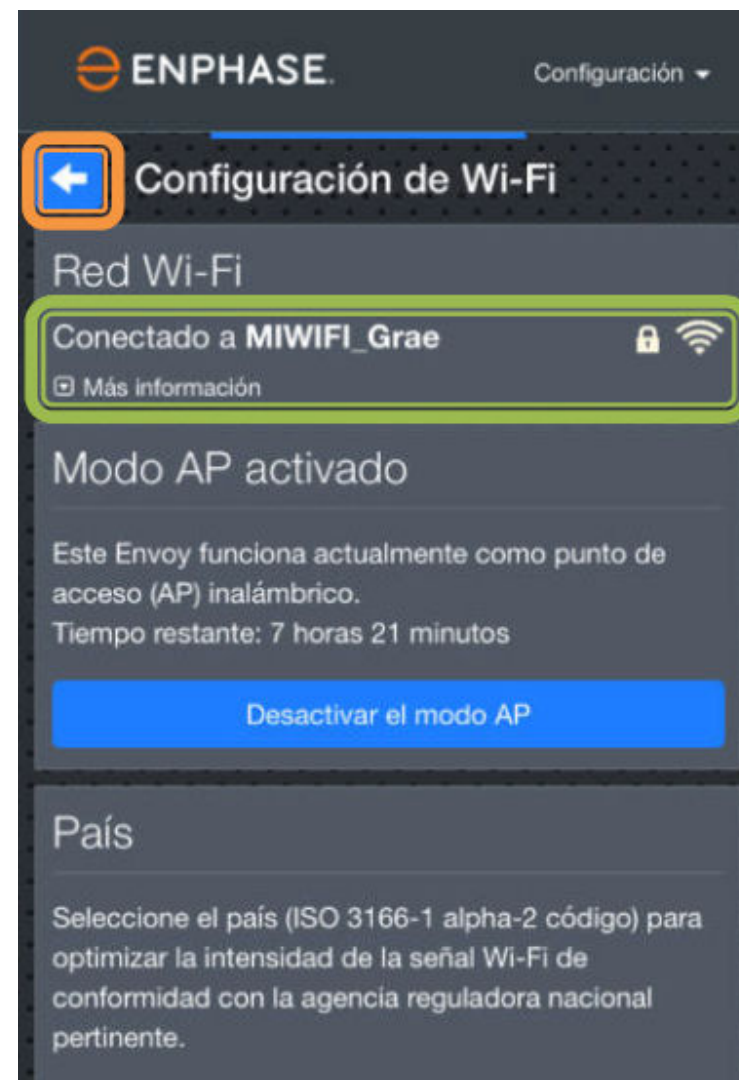 ENPHASE.
Configuración
Configuración de Wi-Fi
Red Wi-Fi
Conectado a MIWIFI_Grae
Más información
Modo AP activado
Este Envoy funciona actualmente como punto de
acceso (AP) inalámbrico.
Tiempo restante: 7 horas 21 minutos
Desactivar el modo AP
País
Seleccione el país (ISO 3166-1 alpha-2 código) para
optimizar la intensidad de la señal Wi-Fi de
conformidad con la agencia reguladora nacional
pertinente.